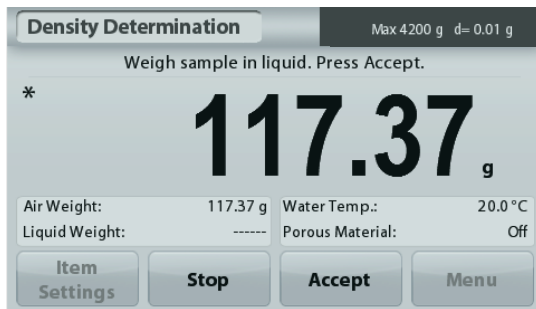 Density Determination
Max 4200 g d= 0.01 g
Weigh sample in liquid. Press Accept.
*
117.37 g
Air Weight: 117.37 g Water Temp.: 20.0°C
Liquid Weight: ------ Porous Material: Off
Item Settings Stop Accept Menu